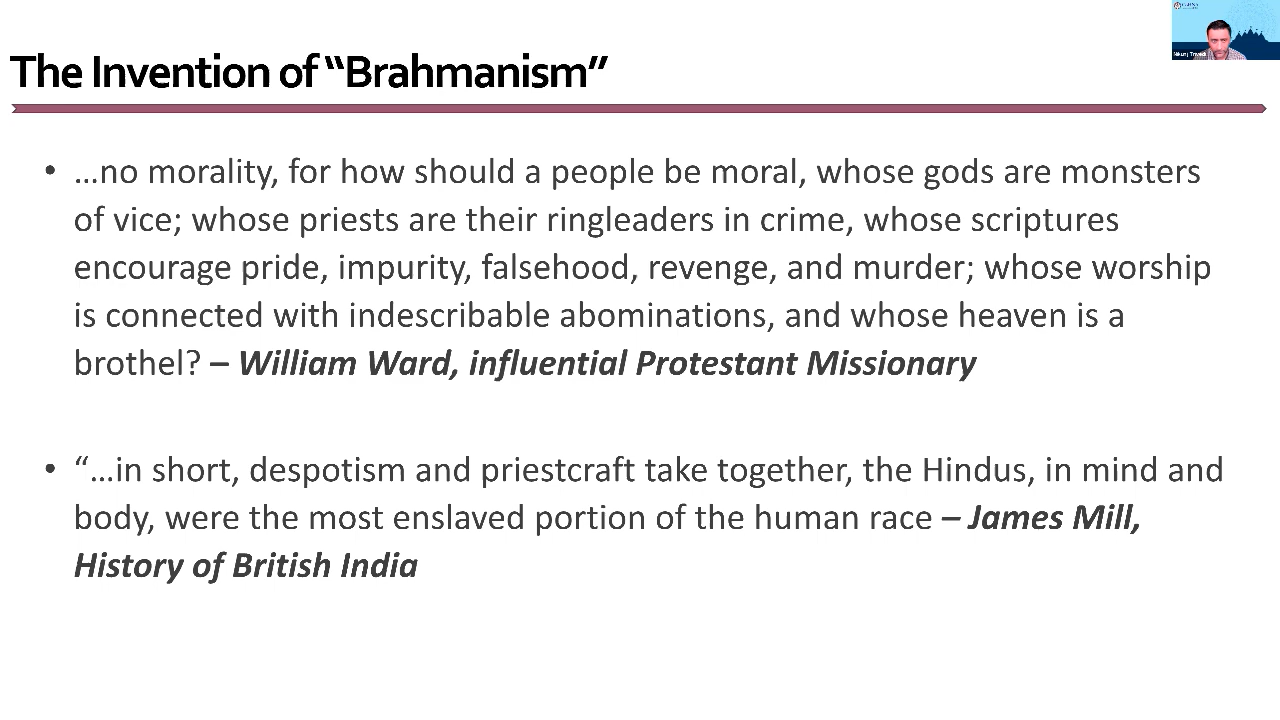 The Invention of “Brahmanism”
• …no morality, for how should a people be moral, whose gods are monsters
of vice; whose priests are their ringleaders in crime, whose scriptures
encourage pride, impurity, falsehood, revenge, and murder; whose worship
is connected with indescribable abominations, and whose heaven is a
brothel? – William Ward, influential Protestant Missionary
• “…in short, despotism and priestcraft take together, the Hindus, in mind and
body, were the most enslaved portion of the human race – James Mill,
History of British India